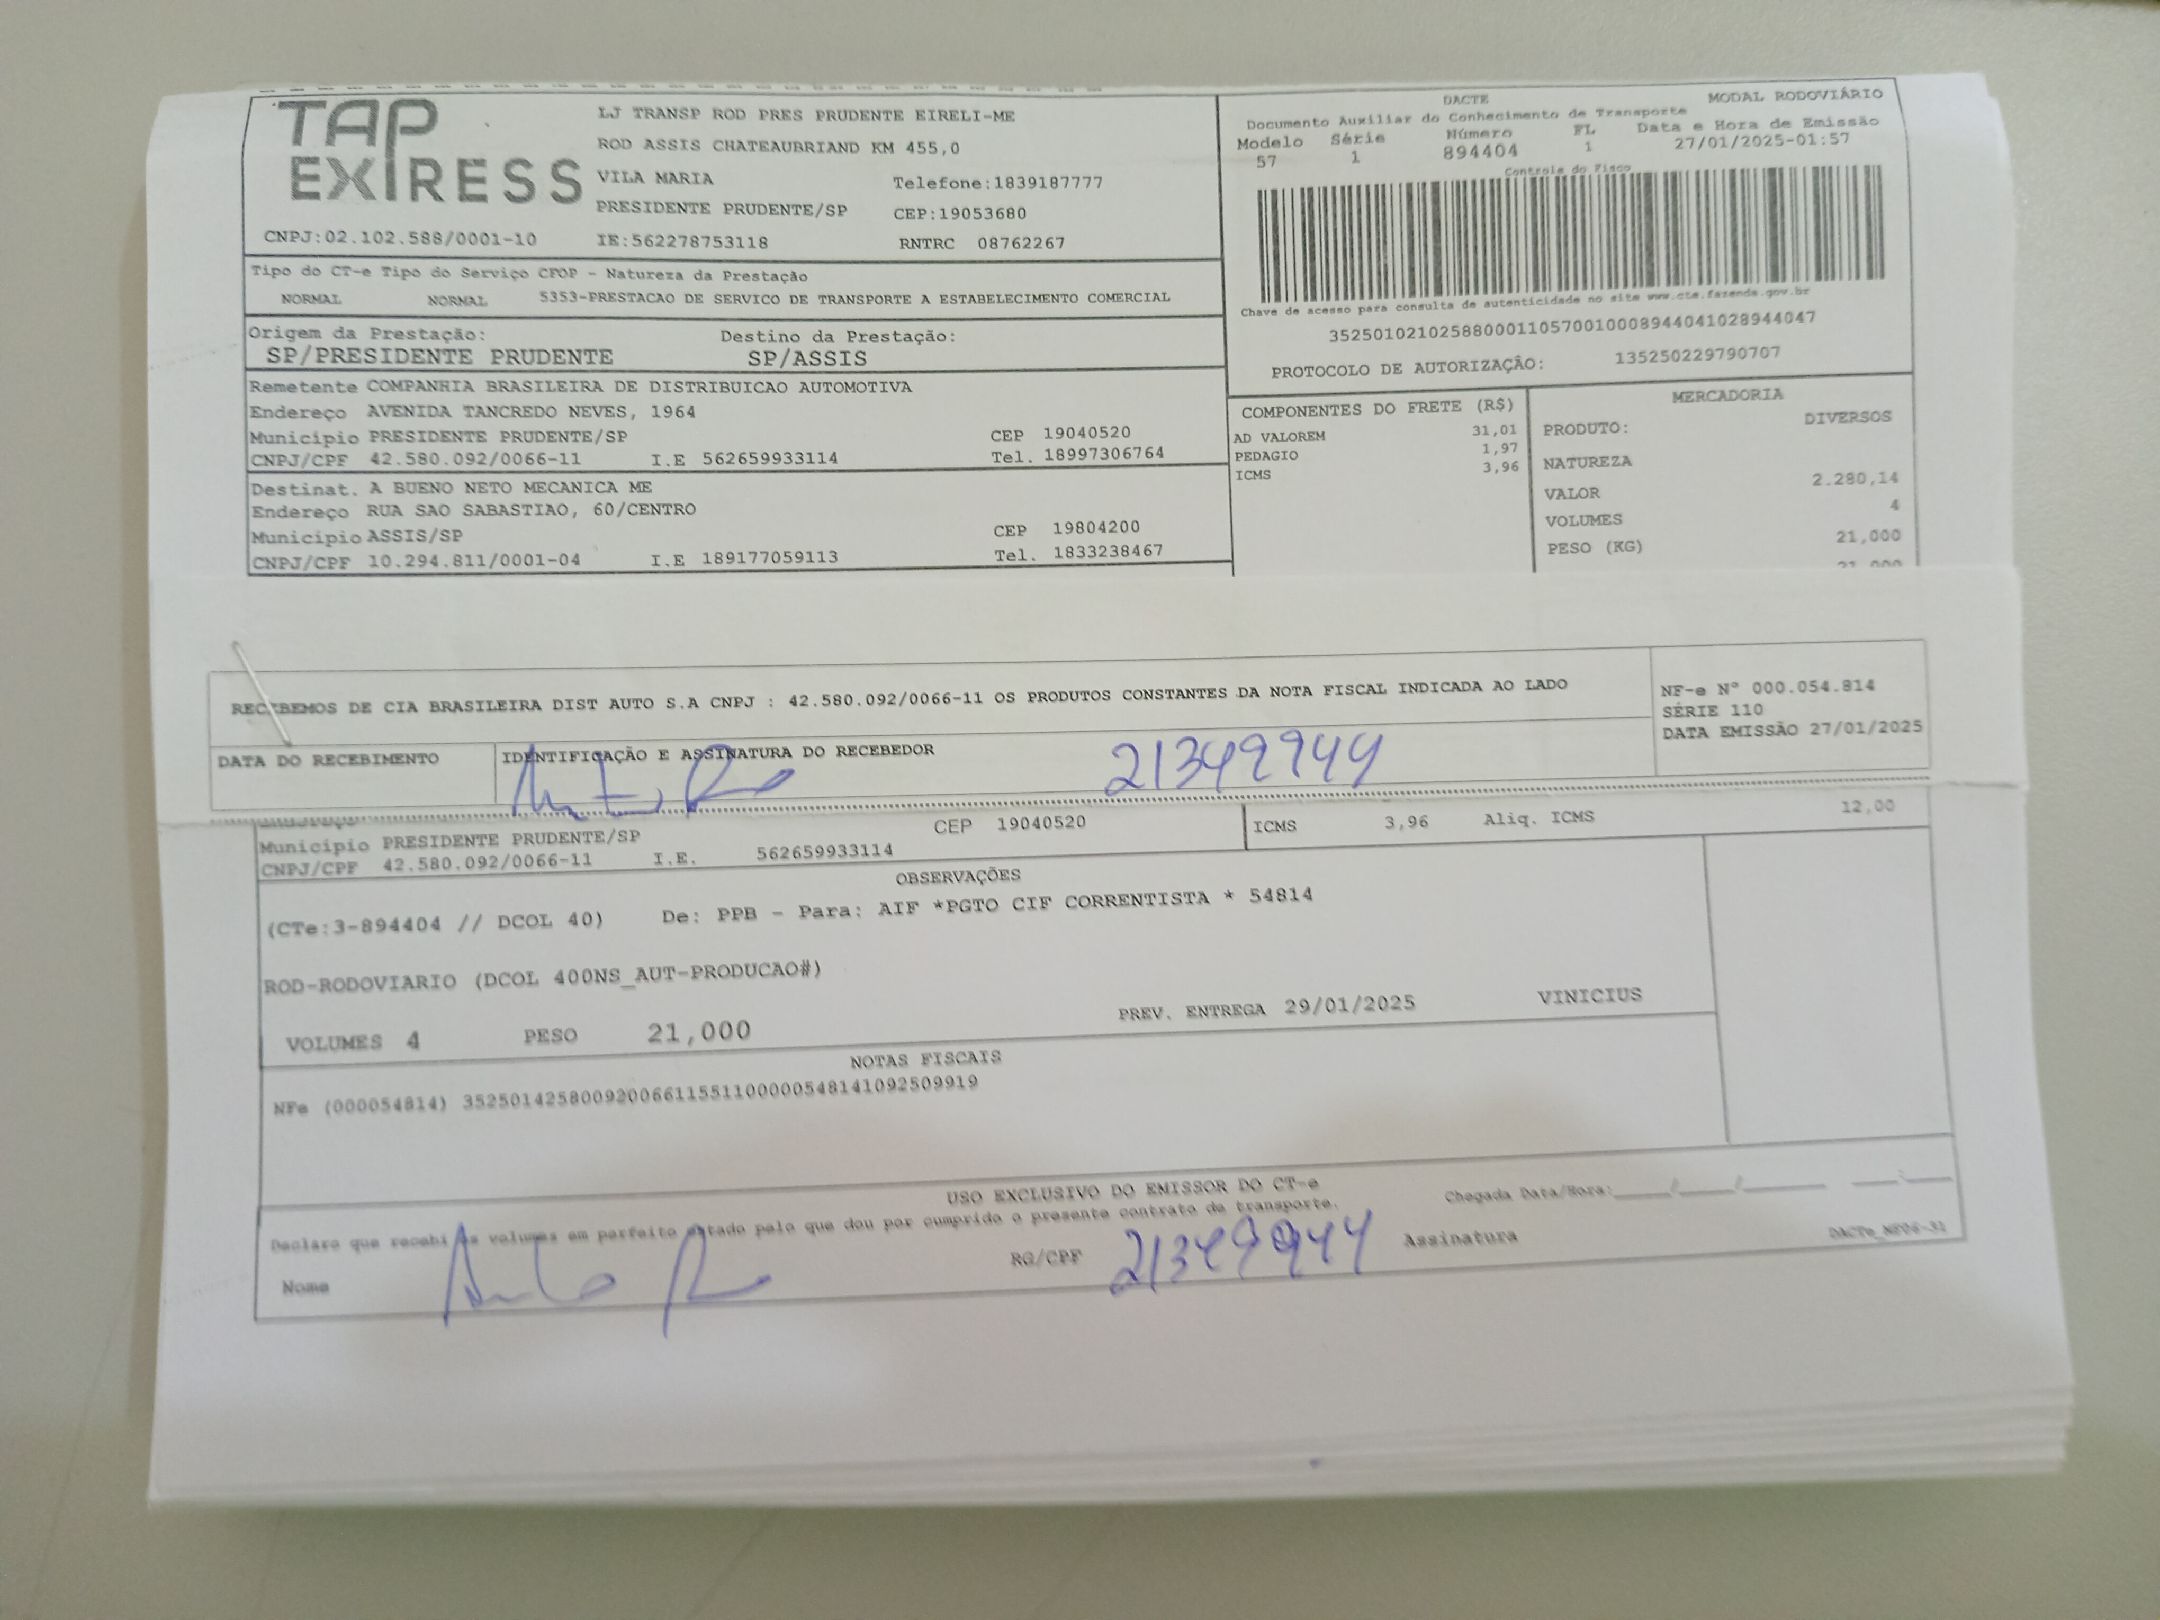 TAP
EXPRESS
LJ TRANSP ROD PRES PRUDENTE EIRELI-ME
ROD ASSIS CHATEAUBRIAND KM 455,0
VILA MARIA Telefone:1839187777
PRESIDENTE PRUDENTE/SP CEP:19053680
CNPJ:02.102.588/0001-10 IE:562278753118 RNTRC 08762267
DACTE MODAL RODOVIÁRIO
Documento Auxiliar do Conhecimento de Transporte
Modelo Série Número FL Data e Hora de Emissão
57 1 894404 1 27/01/2025-01:57
Controle do Fisco
Chave de acesso para consulta de autenticidade no site www.cte.fazenda.gov.br
35250102102588000110570010008944041028944047
PROTOCOLO DE AUTORIZAÇÃO: 135250229790707
Tipo do CT-e Tipo do Serviço CFOP - Natureza da Prestação
NORMAL NORMAL 5353-PRESTACAO DE SERVICO DE TRANSPORTE A ESTABELECIMENTO COMERCIAL
Origem da Prestação: Destino da Prestação:
SP/PRESIDENTE PRUDENTE SP/ASSIS
Remetente COMPANHIA BRASILEIRA DE DISTRIBUICAO AUTOMOTIVA
Endereço AVENIDA TANCREDO NEVES, 1964
Município PRESIDENTE PRUDENTE/SP CEP 19040520
CNPJ/CPF 42.580.092/0066-11 I.E 562659933114 Tel. 18997306764
Destinat. A BUENO NETO MECANICA ME
Endereço RUA SAO SABASTIAO, 60/CENTRO
Município ASSIS/SP CEP 19804200
CNPJ/CPF 10.294.811/0001-04 I.E 189177059113 Tel. 1833238467
COMPONENTES DO FRETE (R$)
AD VALOREM 31,01
PEDAGIO 1,97
ICMS 3,96
MERCADORIA
PRODUTO: DIVERSOS
NATUREZA
VALOR 2.280,14
VOLUMES 4
PESO (KG) 21,000
21,000
RECEBEMOS DE CIA BRASILEIRA DIST AUTO S.A CNPJ : 42.580.092/0066-11 OS PRODUTOS CONSTANTES DA NOTA FISCAL INDICADA AO LADO
NF-e Nº 000.054.814
SÉRIE 110
DATA EMISSÃO 27/01/2025
DATA DO RECEBIMENTO IDENTIFICAÇÃO E ASSINATURA DO RECEBEDOR
21349944
Município PRESIDENTE PRUDENTE/SP CEP 19040520
CNPJ/CPF 42.580.092/0066-11 I.E. 562659933114
ICMS 3,96 Aliq. ICMS 12,00
OBSERVAÇÕES
(CTe:3-894404 // DCOL 40) De: PPB - Para: AIF *PGTO CIF CORRENTISTA * 54814
ROD-RODOVIARIO (DCOL 400NS_AUT-PRODUCAO#)
VOLUMES 4 PESO 21,000 PREV. ENTREGA 29/01/2025 VINICIUS
NOTAS FISCAIS
NFe (000054814) 35250142580092006611551100000548141092509919
USO EXCLUSIVO DO EMISSOR DO CT-e
Declaro que recebi os volumes em perfeito estado pelo que dou por cumprido o presente contrato de transporte.
Chegada Data/Hora:____/____/____ __:__
Nome RG/CPF 21349944 Assinatura